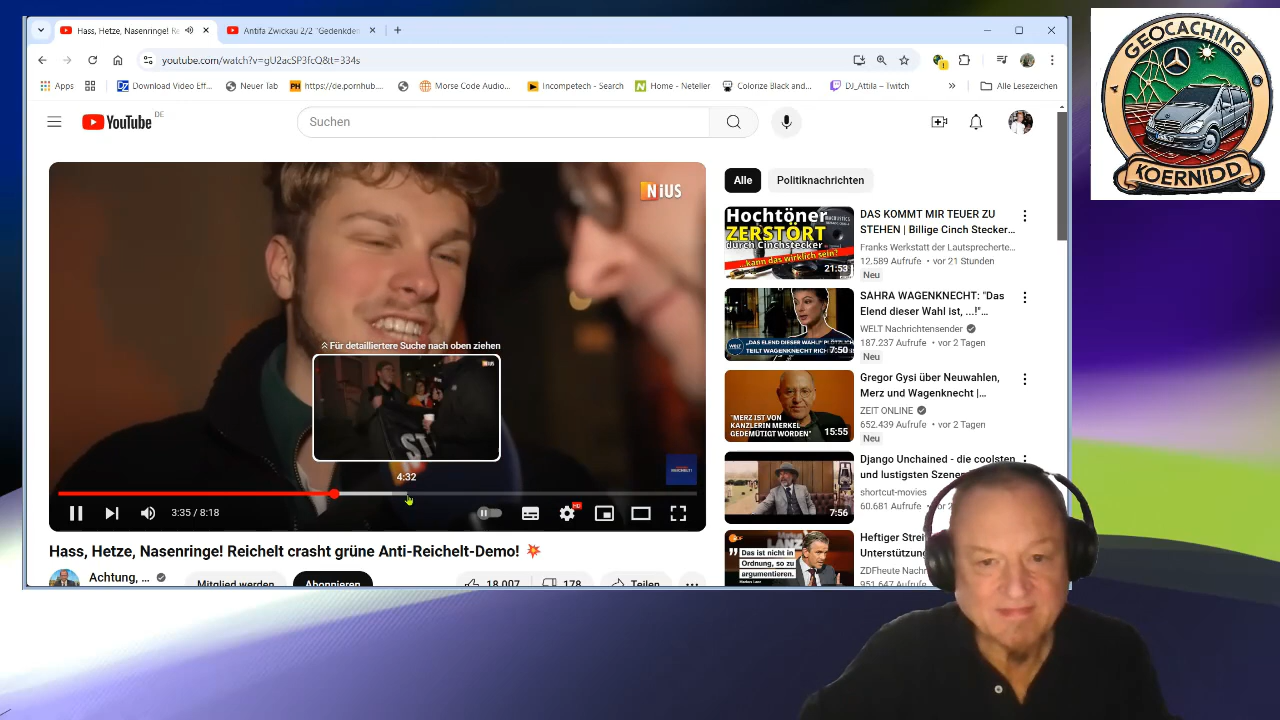 Hass, Hetze, Nasenringe! Re
Antifa Zwickau 2/2 "Gedenkde
youtube.com/watch?v=gU2acSP3fcQ&t=334s
Apps
Download Video Eff...
Neuer Tab
https://de.pornhub....
Morse Code Audio...
Incompetech - Search
Home - Neteller
Colorize Black and...
DJ_Attila – Twitch
»
Alle Lesezeichen
YouTube DE
Suchen
NiUS
Für detailliertere Suche nach oben ziehen
NiUS
ST
4:32
3:35 / 8:18
HD
Hass, Hetze, Nasenringe! Reichelt crasht grüne Anti-Reichelt-Demo! 💥
Achtung, ...
Mitglied werden
Abonnieren
18.007
178
Teilen
Alle
Politiknachrichten
Hochtöner
ZERSTÖRT
durch Cinchstecker
...kann das wirklich sein?
21:53
DAS KOMMT MIR TEUER ZU
STEHEN | Billige Cinch Stecker...
Franks Werkstatt der Lautsprecherte...
12.589 Aufrufe • vor 21 Stunden
Neu
WELT
7:50
SAHRA WAGENKNECHT: "Das
Elend dieser Wahl ist, ...!"...
WELT Nachrichtensender
187.237 Aufrufe • vor 2 Tagen
Neu
"MERZ IST VON
KANZLERIN MERKEL
GEDEMÜTIGT WORDEN"
15:55
Gregor Gysi über Neuwahlen,
Merz und Wagenknecht |...
ZEIT ONLINE
652.439 Aufrufe • vor 2 Tagen
Neu
7:56
Django Unchained - die coolsten
und lustigsten Szenen
shortcut-movies
60.681 Aufrufe • vor
ZDF
"Das ist nicht in
Ordnung, so zu
argumentieren.
Markus Lanz
Heftiger Strei
Unterstützung
ZDFheute Nach
951.647 Aufrufe
GEOCACHING
KOERNIDD